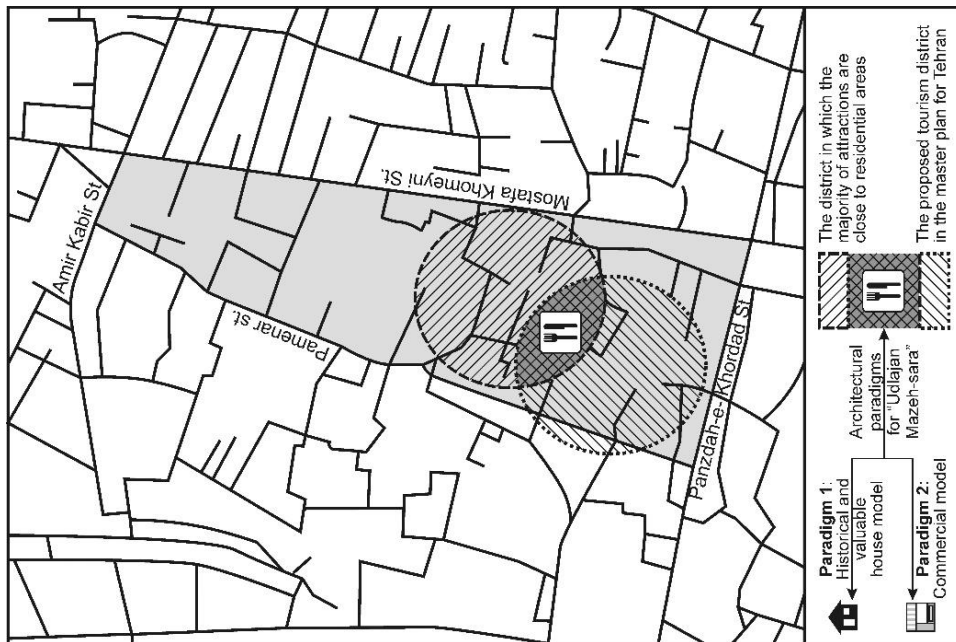 Amir Kabir St
Pamenar st.
Mostafa Khomeyni St.
Panzdah-e- Khordad St
Paradigm 1:
Historical and
valuable
house model
Paradigm 2:
Commercial model
Architectural
paradigms
for "Udlajan
Mazeh-sara"
The district in which the
majority of attractions are
close to residential areas
The proposed tourism district
in the master plan for Tehran